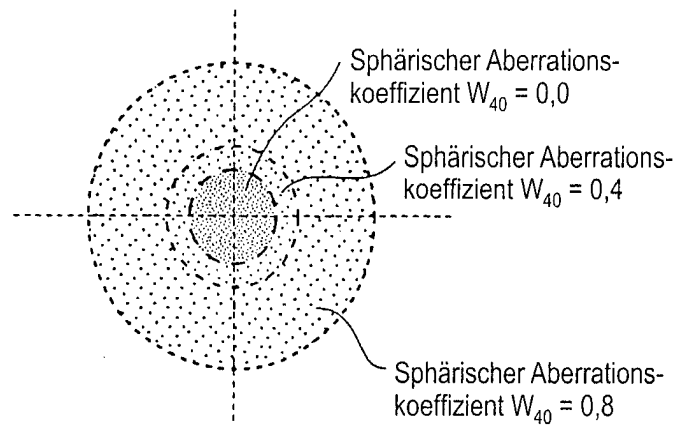 Sphärischer Aberrations-
koeffizient W₄₀ = 0,0
Sphärischer Aberrations-
koeffizient W₄₀ = 0,4
Sphärischer Aberrations-
koeffizient W₄₀ = 0,8